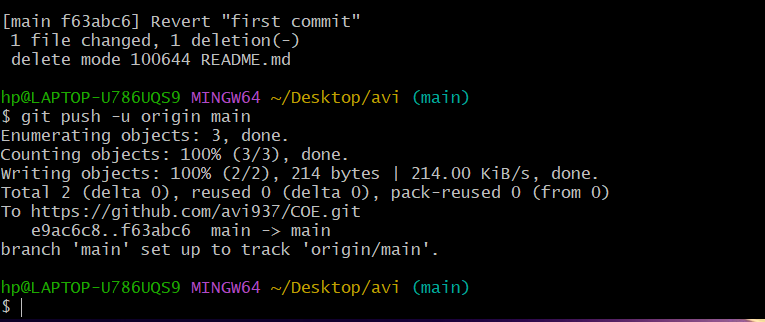 [main f63abc6] Revert "first commit"
 1 file changed, 1 deletion(-)
 delete mode 100644 README.md
hp@LAPTOP-U786UQS9 MINGW64 ~/Desktop/avi (main)
$ git push -u origin main
Enumerating objects: 3, done.
Counting objects: 100% (3/3), done.
Writing objects: 100% (2/2), 214 bytes | 214.00 KiB/s, done.
Total 2 (delta 0), reused 0 (delta 0), pack-reused 0 (from 0)
To https://github.com/avi937/COE.git
   e9ac6c8..f63abc6  main -> main
branch 'main' set up to track 'origin/main'.
hp@LAPTOP-U786UQS9 MINGW64 ~/Desktop/avi (main)
$